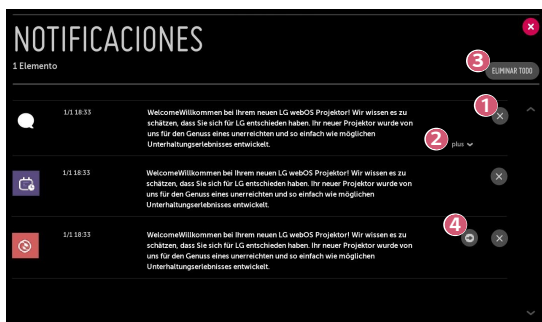 NOTIFICACIONES
1 Elemento
3
ELIMINAR TODO
1
1/1 18:33
WelcomeWillkommen bei Ihrem neuen LG webOS Projektor! Wir wissen es zu
schätzen, dass Sie sich für LG entschieden haben. Ihr neuer Projektor wurde von
uns für den Genuss eines unerreichten und so einfach wie möglichen
Unterhaltungserlebnisses entwickelt.
2
plus
1/1 18:33
WelcomeWillkommen bei Ihrem neuen LG webOS Projektor! Wir wissen es zu
schätzen, dass Sie sich für LG entschieden haben. Ihr neuer Projektor wurde von
uns für den Genuss eines unerreichten und so einfach wie möglichen
Unterhaltungserlebnisses entwickelt.
4
1/1 18:33
WelcomeWillkommen bei Ihrem neuen LG webOS Projektor! Wir wissen es zu
schätzen, dass Sie sich für LG entschieden haben. Ihr neuer Projektor wurde von
uns für den Genuss eines unerreichten und so einfach wie möglichen
Unterhaltungserlebnisses entwickelt.